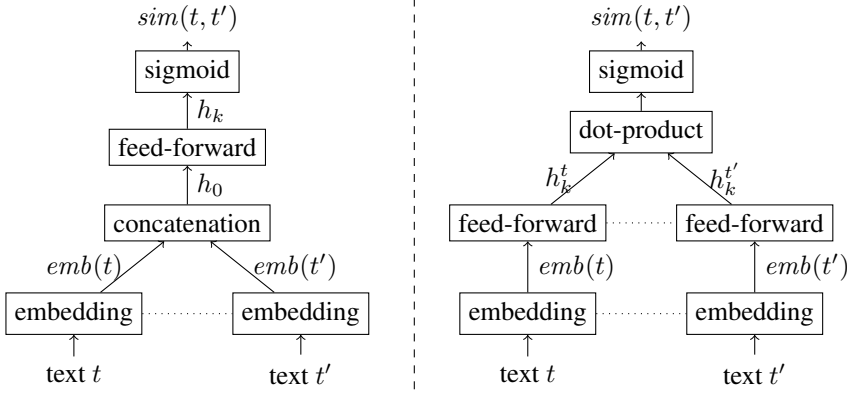 sim(t, t′)
sigmoid
h_k
feed-forward
h_0
concatenation
emb(t) emb(t′)
embedding embedding
text t text t′
sim(t, t′)
sigmoid
dot-product
h_k^t h_k^{t′}
feed-forward feed-forward
emb(t) emb(t′)
embedding embedding
text t text t′